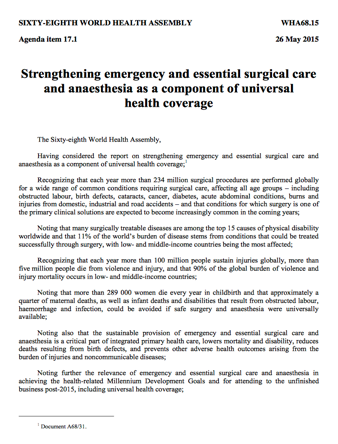 SIXTY-EIGHTH WORLD HEALTH ASSEMBLY WHA68.15
Agenda item 17.1 26 May 2015
Strengthening emergency and essential surgical care
and anaesthesia as a component of universal
health coverage
The Sixty-eighth World Health Assembly,
Having considered the report on strengthening emergency and essential surgical care and
anaesthesia as a component of universal health coverage;1
Recognizing that each year more than 234 million surgical procedures are performed globally
for a wide range of common conditions requiring surgical care, affecting all age groups – including
obstructed labour, birth defects, cataracts, cancer, diabetes, acute abdominal conditions, burns and
injuries from domestic, industrial and road accidents – and that conditions for which surgery is one of
the primary clinical solutions are expected to become increasingly common in the coming years;
Noting that many surgically treatable diseases are among the top 15 causes of physical disability
worldwide and that 11% of the world's burden of disease stems from conditions that could be treated
successfully through surgery, with low- and middle-income countries being the most affected;
Recognizing that each year more than 100 million people sustain injuries globally, more than
five million people die from violence and injury, and that 90% of the global burden of violence and
injury mortality occurs in low- and middle-income countries;
Noting that more than 289 000 women die every year in childbirth and that approximately a
quarter of maternal deaths, as well as infant deaths and disabilities that result from obstructed labour,
haemorrhage and infection, could be avoided if safe surgery and anaesthesia were universally
available;
Noting also that the sustainable provision of emergency and essential surgical care and
anaesthesia is a critical part of integrated primary health care, lowers mortality and disability, reduces
deaths resulting from birth defects, and prevents other adverse health outcomes arising from the
burden of injuries and noncommunicable diseases;
Noting further the relevance of emergency and essential surgical care and anaesthesia in
achieving the health-related Millennium Development Goals and for attending to the unfinished
business post-2015, including universal health coverage;
1 Document A68/31.